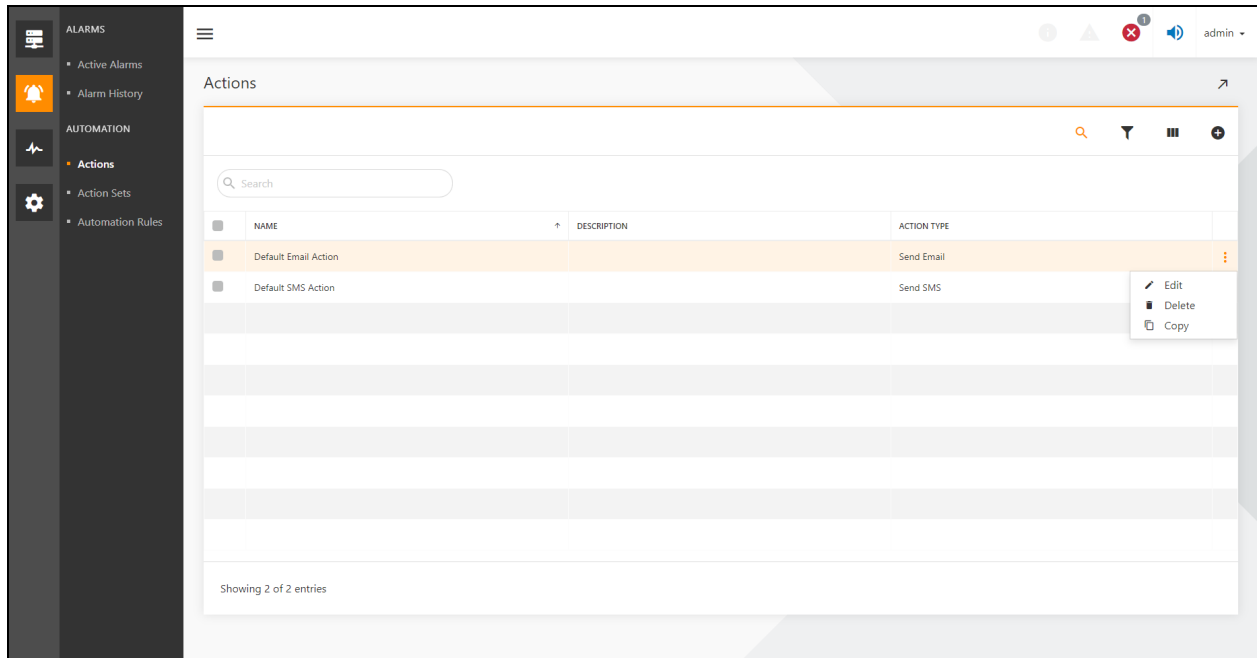 ALARMS
Active Alarms
Alarm History
AUTOMATION
Actions
Action Sets
Automation Rules
1
admin
Actions
Search
NAME DESCRIPTION ACTION TYPE
Default Email Action Send Email
Default SMS Action Send SMS
Edit
Delete
Copy
Showing 2 of 2 entries